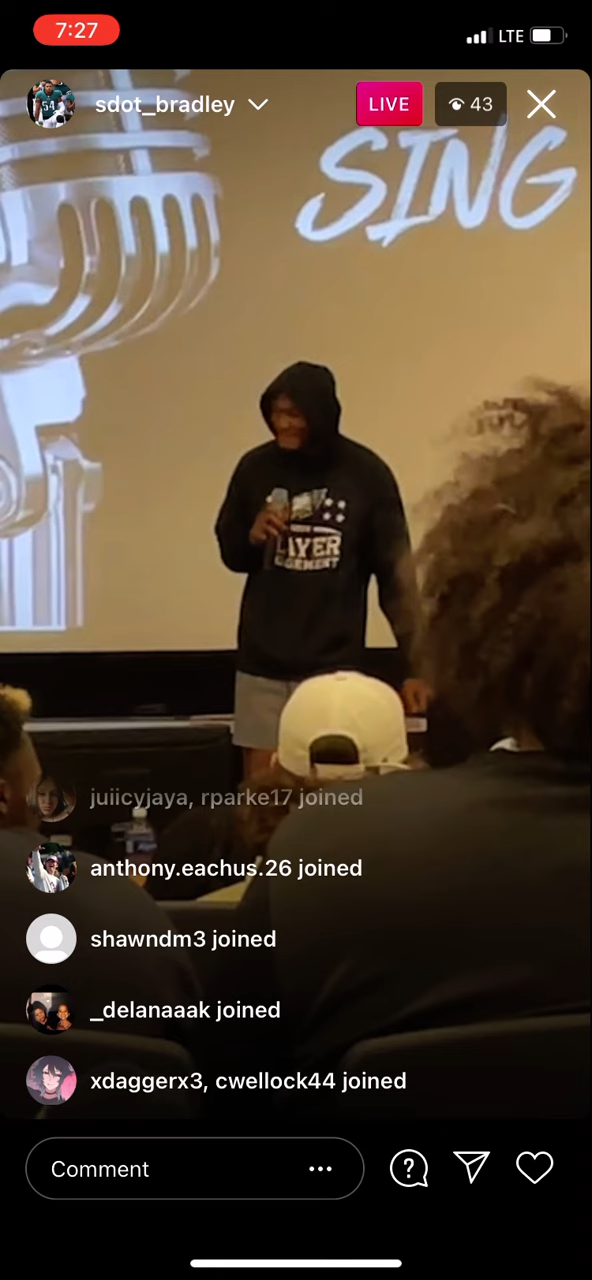 7:27
LTE
54
sdot_bradley
LIVE
43
SING
LAYER
juiicyjaya, rparke17 joined
anthony.eachus.26 joined
shawndm3 joined
_delanaaak joined
xdaggerx3, cwellock44 joined
Comment